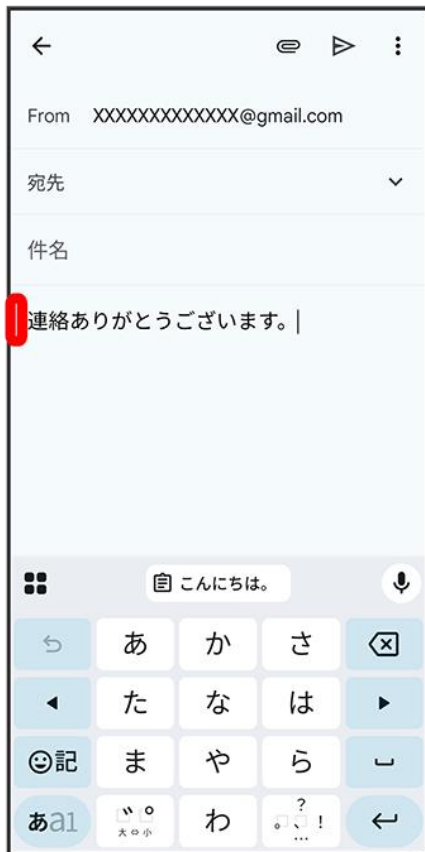 From XXXXXXXXXXXXX@gmail.com
宛先
件名
連絡ありがとうございます。
こんにちは。
あ か さ
た な は
記 ま や ら
あa1 大⇔小 わ 。、?!…